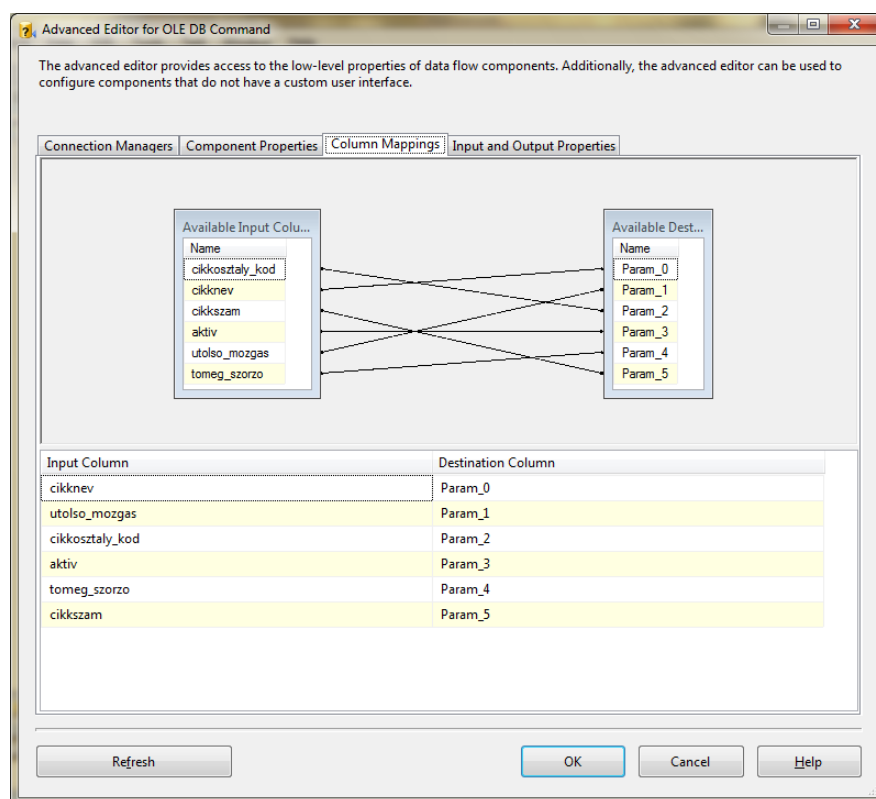 Advanced Editor for OLE DB Command
The advanced editor provides access to the low-level properties of data flow components. Additionally, the advanced editor can be used to
configure components that do not have a custom user interface.
Connection Managers Component Properties Column Mappings Input and Output Properties
Available Input Colu...
Name
cikkosztaly_kod
cikknev
cikkszam
aktiv
utolso_mozgas
tomeg_szorzo
Available Dest...
Name
Param_0
Param_1
Param_2
Param_3
Param_4
Param_5
Input Column Destination Column
cikknev Param_0
utolso_mozgas Param_1
cikkosztaly_kod Param_2
aktiv Param_3
tomeg_szorzo Param_4
cikkszam Param_5
Refresh OK Cancel Help